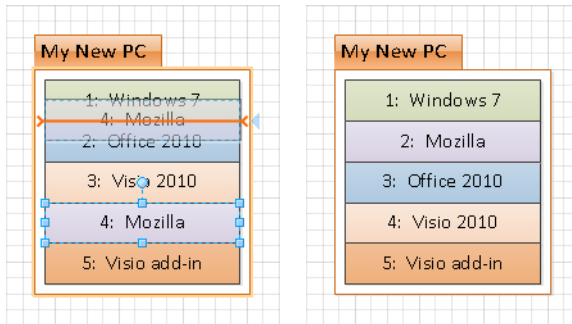 My New PC
1: Windows 7
4: Mozilla
2: Office 2010
3: Visio 2010
4: Mozilla
5: Visio add-in
My New PC
1: Windows 7
2: Mozilla
3: Office 2010
4: Visio 2010
5: Visio add-in